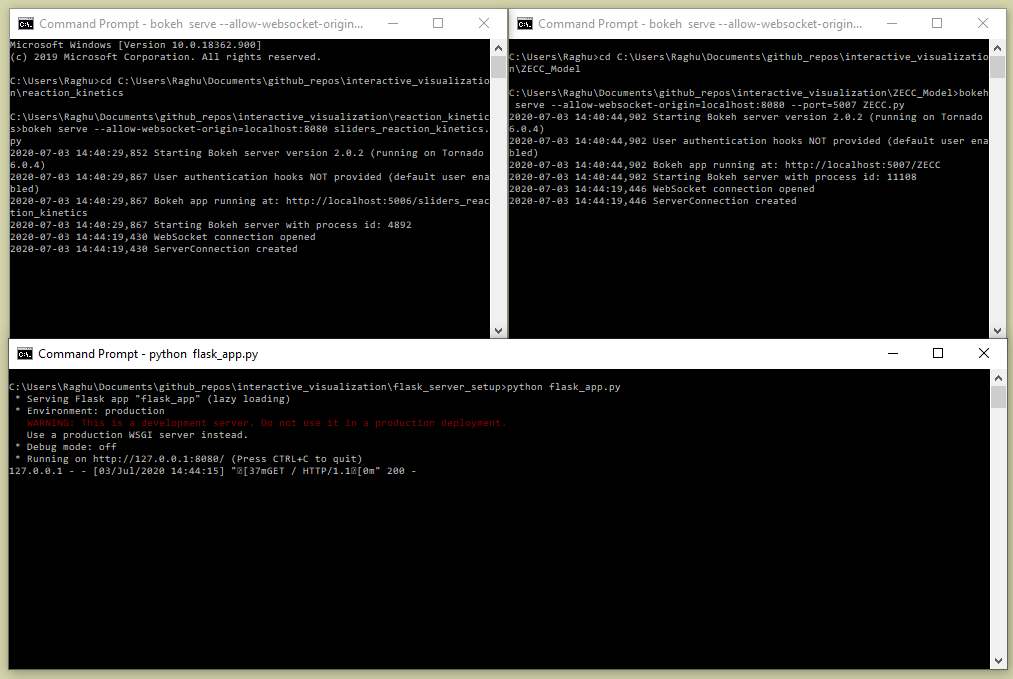 Command Prompt - bokeh  serve --allow-websocket-origin...
Microsoft Windows [Version 10.0.18362.900]
(c) 2019 Microsoft Corporation. All rights reserved.
C:\Users\Raghu>cd C:\Users\Raghu\Documents\github_repos\interactive_visualizatio
n\reaction_kinetics
C:\Users\Raghu\Documents\github_repos\interactive_visualization\reaction_kinetic
s>bokeh serve --allow-websocket-origin=localhost:8080 sliders_reaction_kinetics.
py
2020-07-03 14:40:29,852 Starting Bokeh server version 2.0.2 (running on Tornado
6.0.4)
2020-07-03 14:40:29,867 User authentication hooks NOT provided (default user ena
bled)
2020-07-03 14:40:29,867 Bokeh app running at: http://localhost:5006/sliders_reac
tion_kinetics
2020-07-03 14:40:29,867 Starting Bokeh server with process id: 4892
2020-07-03 14:44:19,430 WebSocket connection opened
2020-07-03 14:44:19,430 ServerConnection created
Command Prompt - bokeh  serve --allow-websocket-origin...
C:\Users\Raghu>cd C:\Users\Raghu\Documents\github_repos\interactive_visualizatio
n\ZECC_Model
C:\Users\Raghu\Documents\github_repos\interactive_visualization\ZECC_Model>bokeh
 serve --allow-websocket-origin=localhost:8080 --port=5007 ZECC.py
2020-07-03 14:40:44,902 Starting Bokeh server version 2.0.2 (running on Tornado
6.0.4)
2020-07-03 14:40:44,902 User authentication hooks NOT provided (default user ena
bled)
2020-07-03 14:40:44,902 Bokeh app running at: http://localhost:5007/ZECC
2020-07-03 14:40:44,902 Starting Bokeh server with process id: 11108
2020-07-03 14:44:19,446 WebSocket connection opened
2020-07-03 14:44:19,446 ServerConnection created
Command Prompt - python  flask_app.py
C:\Users\Raghu\Documents\github_repos\interactive_visualization\flask_server_setup>python flask_app.py
 * Serving Flask app "flask_app" (lazy loading)
 * Environment: production
   WARNING: This is a development server. Do not use it in a production deployment.
   Use a production WSGI server instead.
 * Debug mode: off
 * Running on http://127.0.0.1:8080/ (Press CTRL+C to quit)
127.0.0.1 - - [03/Jul/2020 14:44:15] "␛[37mGET / HTTP/1.1␛[0m" 200 -